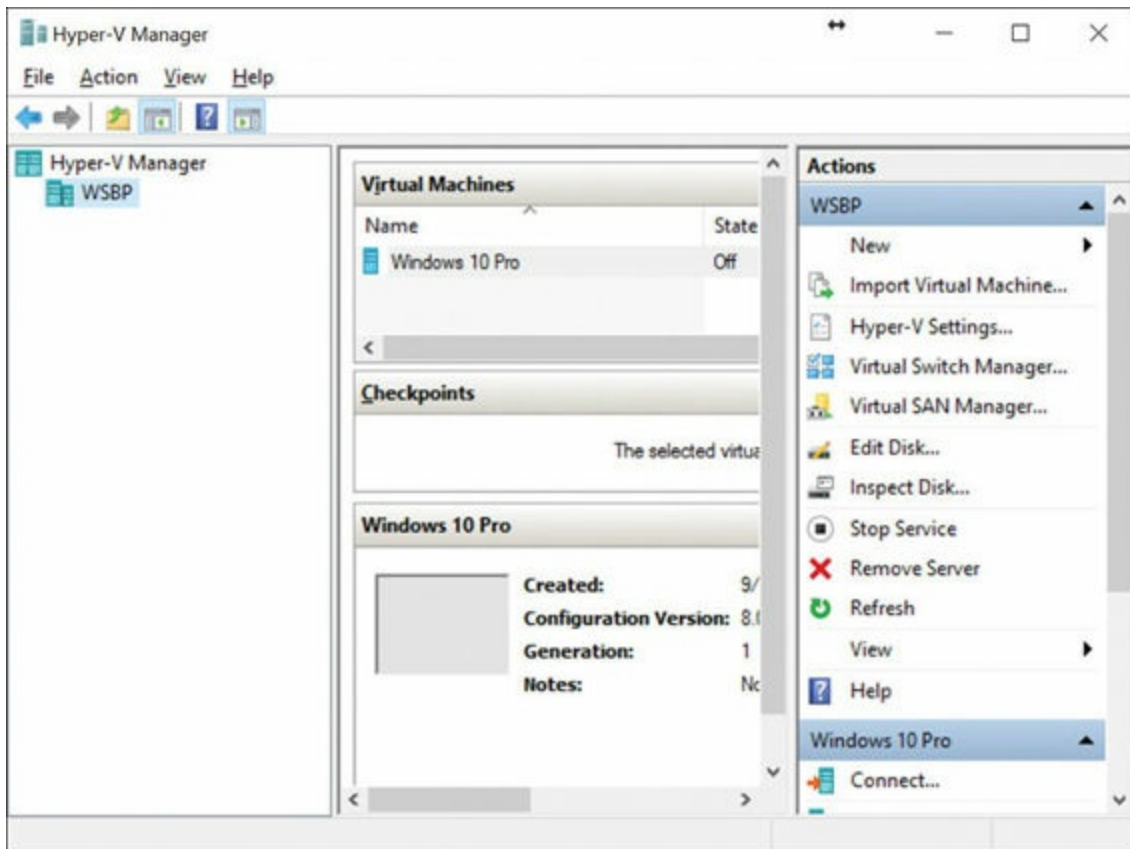 Hyper-V Manager
File Action View Help
Hyper-V Manager
WSBP
Virtual Machines
Name State
Windows 10 Pro Off
Checkpoints
The selected virtua
Windows 10 Pro
Created: 9/
Configuration Version: 8.0
Generation: 1
Notes: No
Actions
WSBP
New
Import Virtual Machine...
Hyper-V Settings...
Virtual Switch Manager...
Virtual SAN Manager...
Edit Disk...
Inspect Disk...
Stop Service
Remove Server
Refresh
View
Help
Windows 10 Pro
Connect...